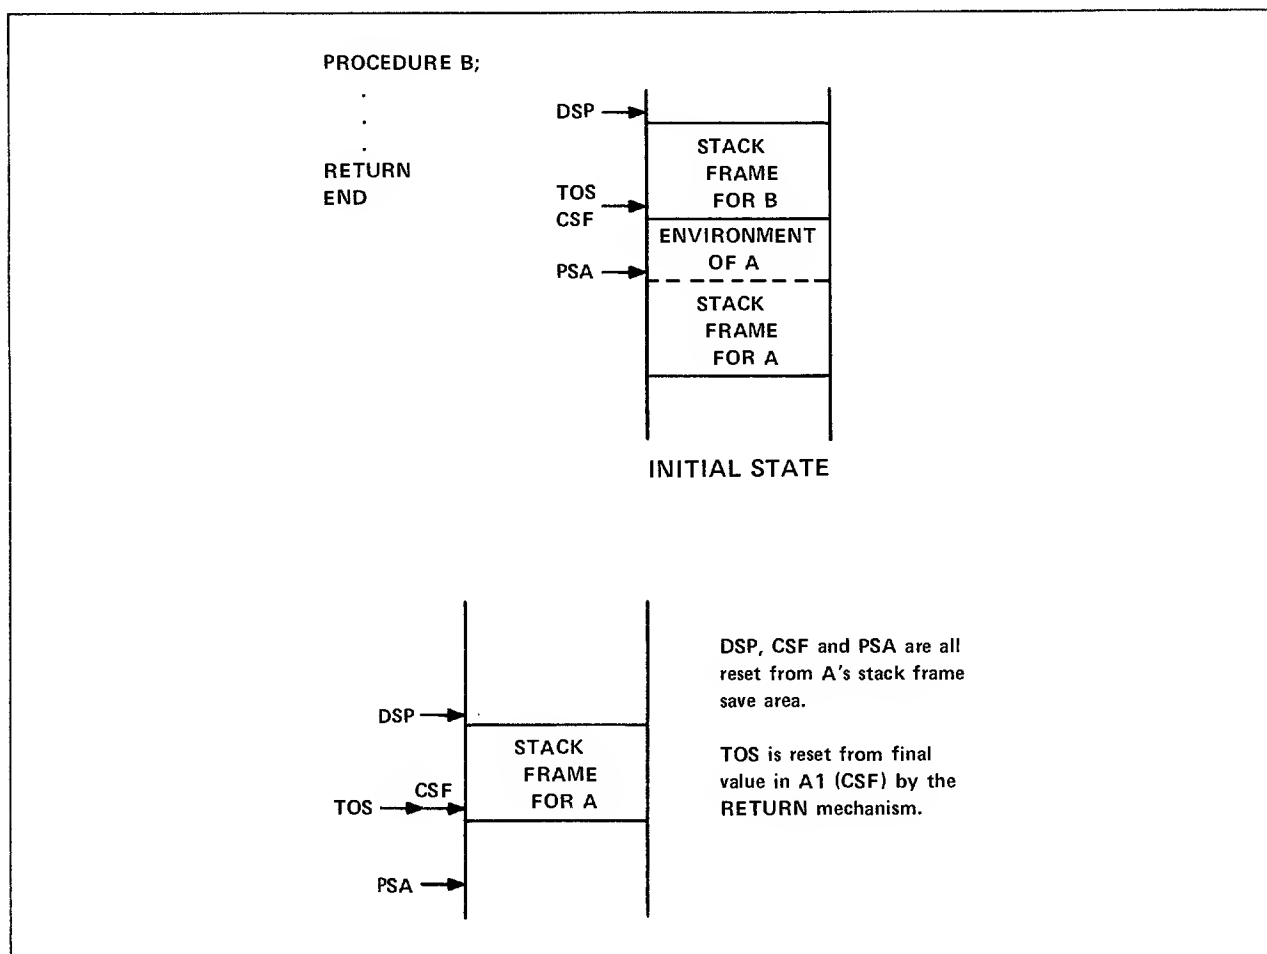 PROCEDURE B;
.
.
.
RETURN
END
DSP
STACK
FRAME
FOR B
TOS
CSF
ENVIRONMENT
OF A
PSA
STACK
FRAME
FOR A
INITIAL STATE
DSP, CSF and PSA are all
reset from A's stack frame
save area.
DSP
STACK
FRAME
FOR A
CSF
TOS
TOS is reset from final
value in A1 (CSF) by the
RETURN mechanism.
PSA